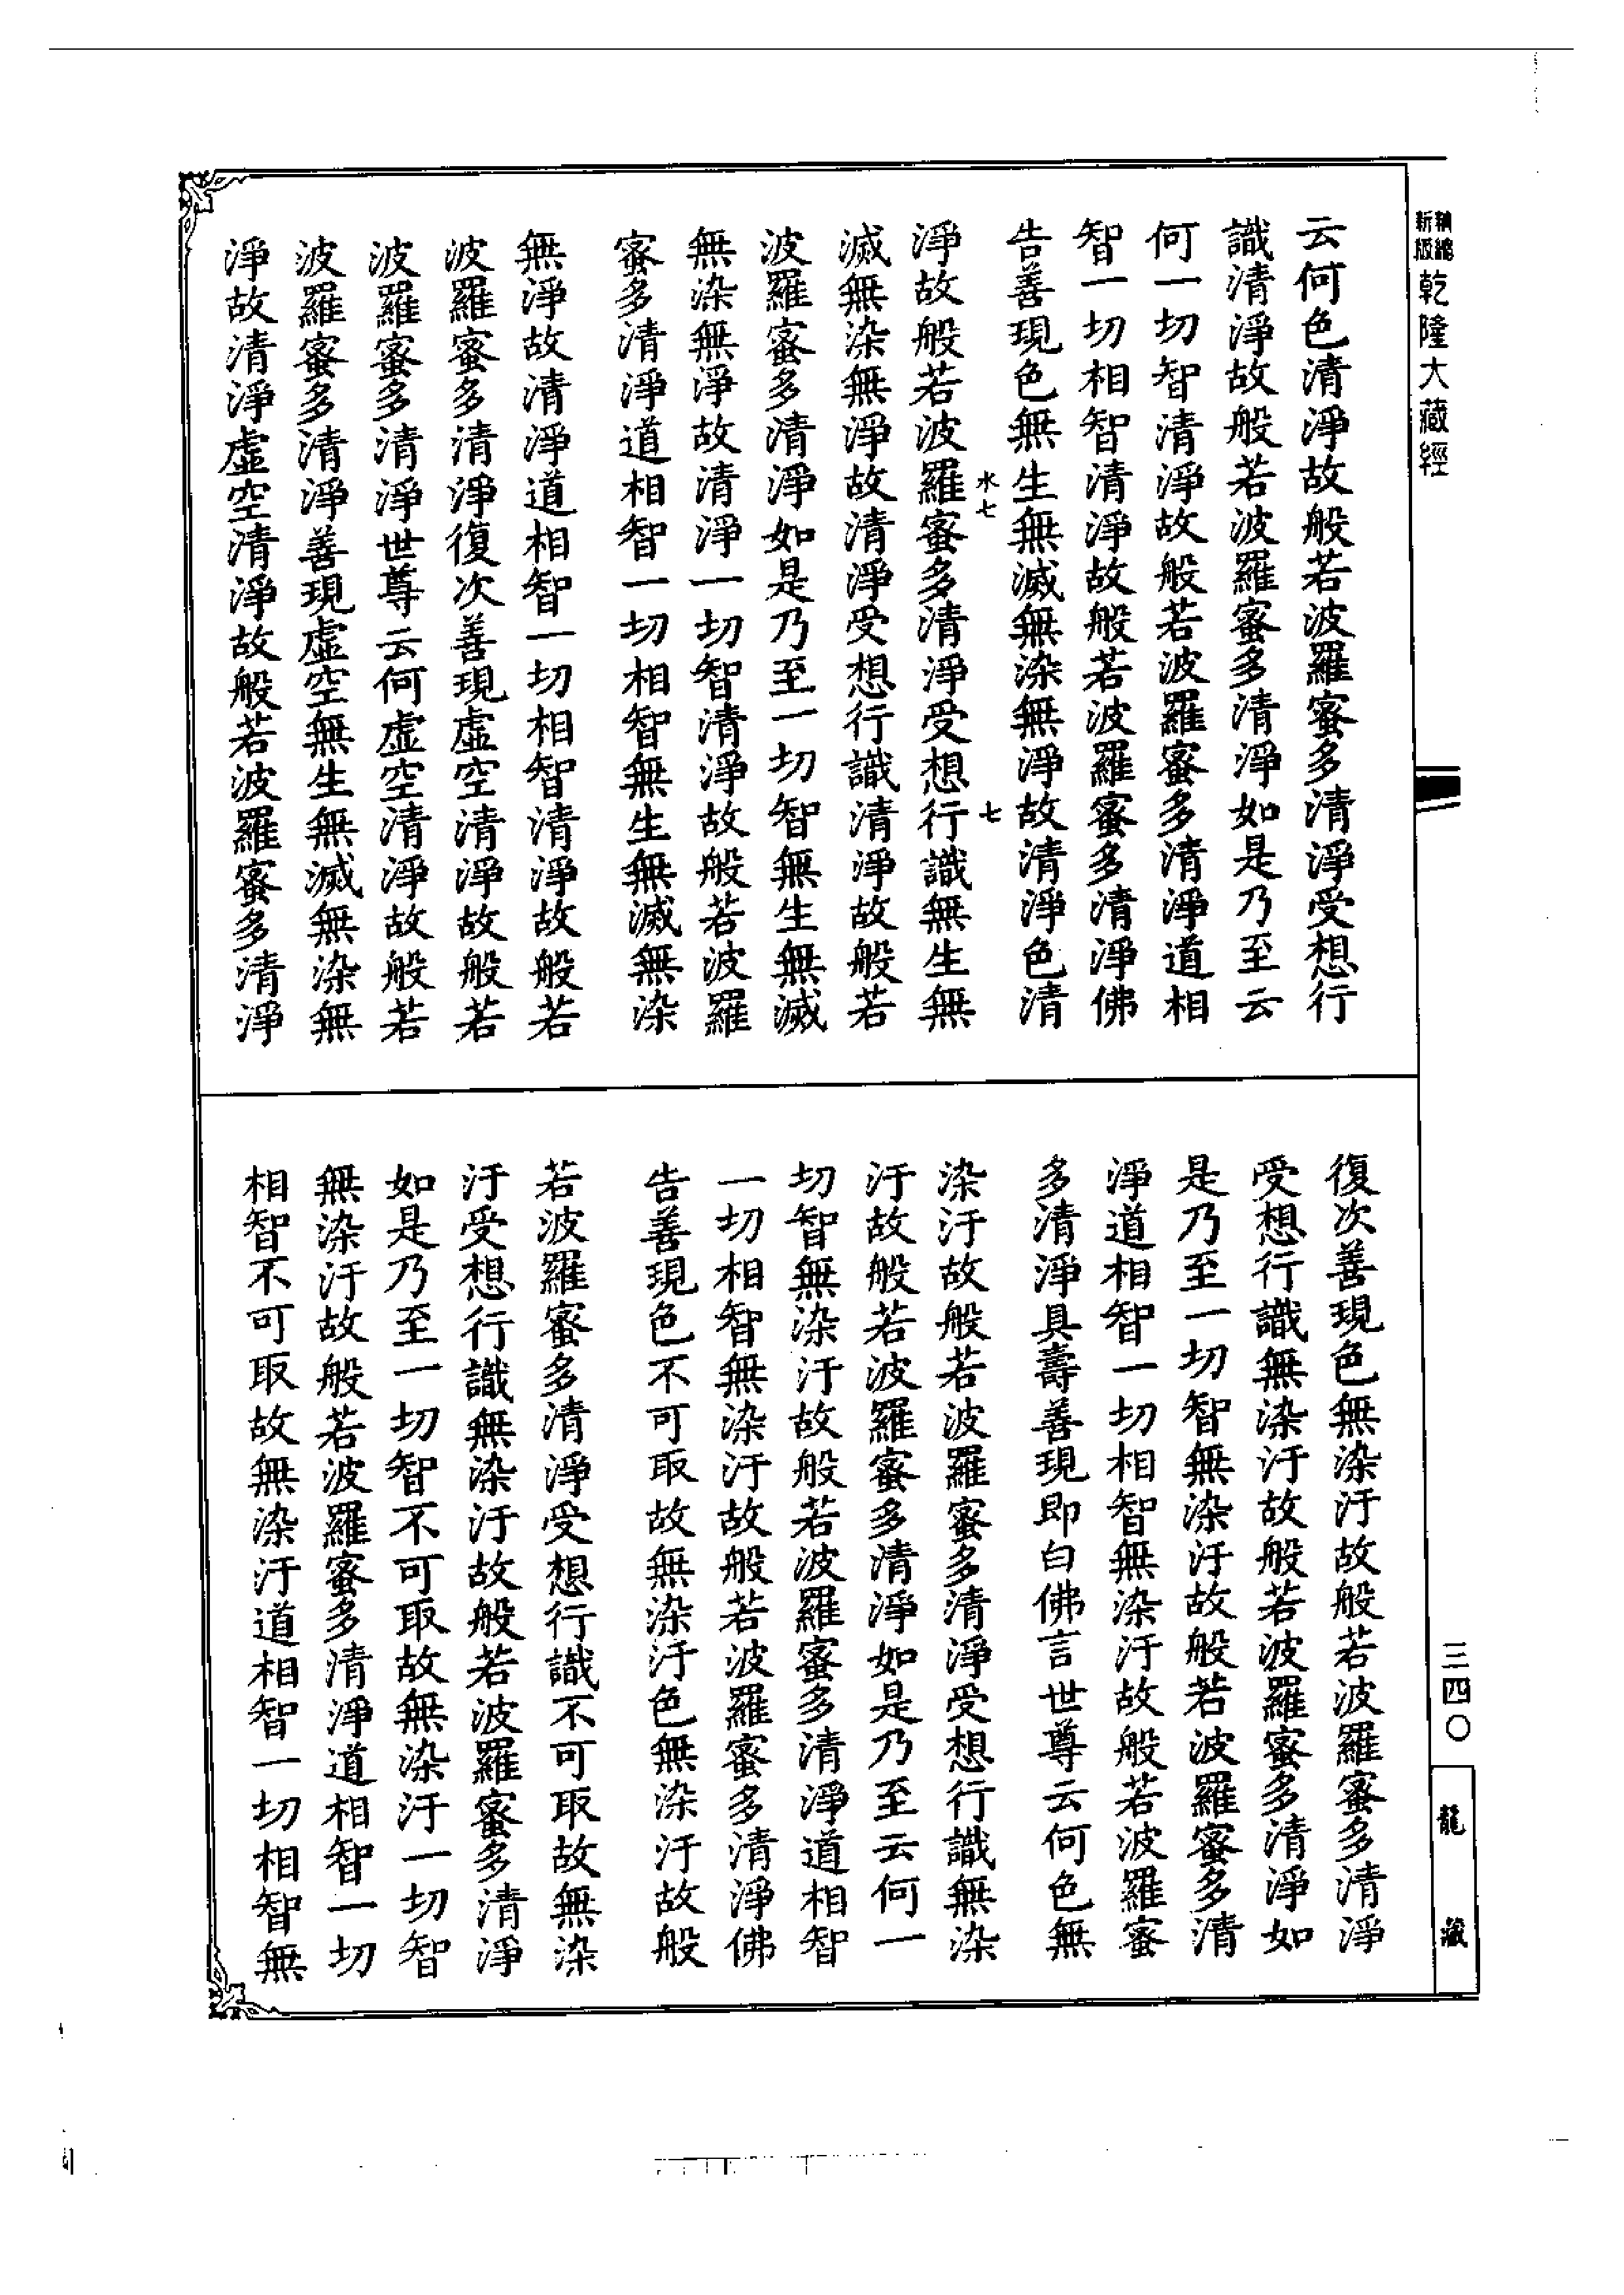 新版
精縮
乾隆大藏經
云何色清淨故般若波羅蜜多清淨受想行
識清淨故般若波羅蜜多清淨如是乃至云
何一切智清淨故般若波羅蜜多清淨道相
智一切相智清淨故般若波羅蜜多清淨佛
告善現色無生無滅無染無淨故清淨色清
水七
七
淨故般若波羅蜜多清淨受想行識無生無
滅無染無淨故清淨受想行識清淨故般若
波羅蜜多清淨如是乃至一切智無生無滅
無染無淨故清淨一切智清淨故般若波羅
蜜多清淨道相智一切相智無生無滅無染
無淨故清淨道相智一切相智清淨故般若
波羅蜜多清淨復次善現虛空清淨故般若
波羅蜜多清淨世尊云何虛空清淨故般若
波羅蜜多清淨善現虛空無生無滅無染無
淨故清淨虛空清淨故般若波羅蜜多清淨
復次善現色無染汙故般若波羅蜜多清淨
受想行識無染汙故般若波羅蜜多清淨如
是乃至一切智無染汙故般若波羅蜜多清
淨道相智一切相智無染汙故般若波羅蜜
多清淨具壽善現即白佛言世尊云何色無
染汙故般若波羅蜜多清淨受想行識無染
汙故般若波羅蜜多清淨如是乃至云何一
切智無染汙故般若波羅蜜多清淨道相智
一切相智無染汙故般若波羅蜜多清淨佛
告善現色不可取故無染汙色無染汙故般
若波羅蜜多清淨受想行識不可取故無染
汙受想行識無染汙故般若波羅蜜多清淨
如是乃至一切智不可取故無染汙一切智
無染汙故般若波羅蜜多清淨道相智一切
相智不可取故無染汙道相智一切相智無
三四〇
龍藏